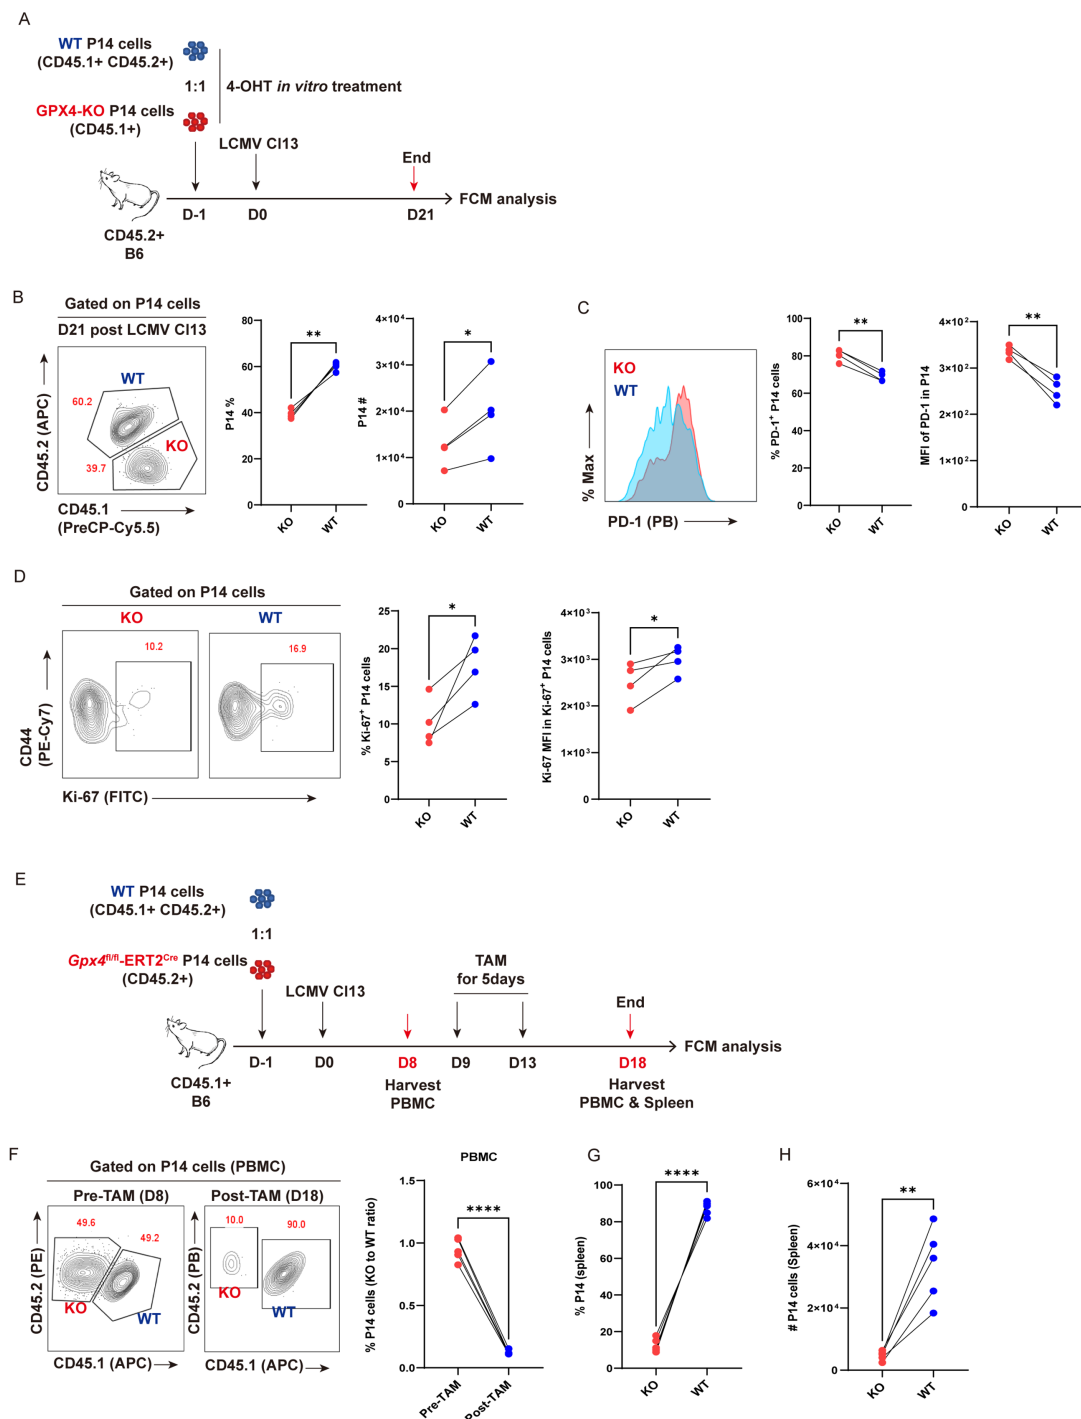 A
WT P14 cells
(CD45.1+ CD45.2+)
1:1
4-OHT in vitro treatment
GPX4-KO P14 cells
(CD45.1+)
LCMV Cl13
End
FCM analysis
D-1
D0
D21
CD45.2+
B6
B
Gated on P14 cells
D21 post LCMV Cl13
CD45.2 (APC)
WT
60.2
KO
39.7
CD45.1
(PreCP-Cy5.5)
P14 %
80
60
40
20
0
**
KO
WT
P14 #
4×10⁴
3×10⁴
2×10⁴
1×10⁴
0
*
KO
WT
C
KO
WT
% Max
PD-1 (PB)
% PD-1⁺ P14 cells
100
80
60
40
20
0
**
KO
WT
MFI of PD-1 in P14
4×10²
3×10²
2×10²
1×10²
0
**
KO
WT
D
Gated on P14 cells
KO
WT
10.2
16.9
CD44
(PE-Cy7)
Ki-67 (FITC)
% Ki-67⁺ P14 cells
25
20
15
10
5
0
*
KO
WT
Ki-67 MFI in Ki-67⁺ P14 cells
4×10³
3×10³
2×10³
1×10³
0
*
KO
WT
E
WT P14 cells
(CD45.1+ CD45.2+)
1:1
Gpx4fl/fl-ERT2Cre P14 cells
(CD45.2+)
TAM
for 5days
LCMV Cl13
End
FCM analysis
D-1
D0
D8
D9
D13
D18
CD45.1+
B6
Harvest
PBMC
Harvest
PBMC & Spleen
F
Gated on P14 cells (PBMC)
Pre-TAM (D8)
Post-TAM (D18)
CD45.2 (PE)
49.6
49.2
KO
WT
CD45.1 (APC)
CD45.2 (PB)
10.0
90.0
KO
WT
CD45.1 (APC)
PBMC
% P14 cells (KO to WT ratio)
1.5
1.0
0.5
0.0
****
Pre-TAM
Post-TAM
G
% P14 (spleen)
100
80
60
40
20
0
****
KO
WT
H
# P14 cells (Spleen)
6×10⁴
4×10⁴
2×10⁴
0
**
KO
WT